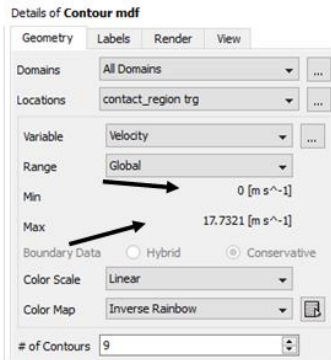 Details of Contour mdf
Geometry Labels Render View
Domains All Domains ...
Locations contact_region trg ...
Variable Velocity ...
Range Global
Min 0 [m s^-1]
Max 17.7321 [m s^-1]
Boundary Data Hybrid Conservative
Color Scale Linear
Color Map Inverse Rainbow
# of Contours 9